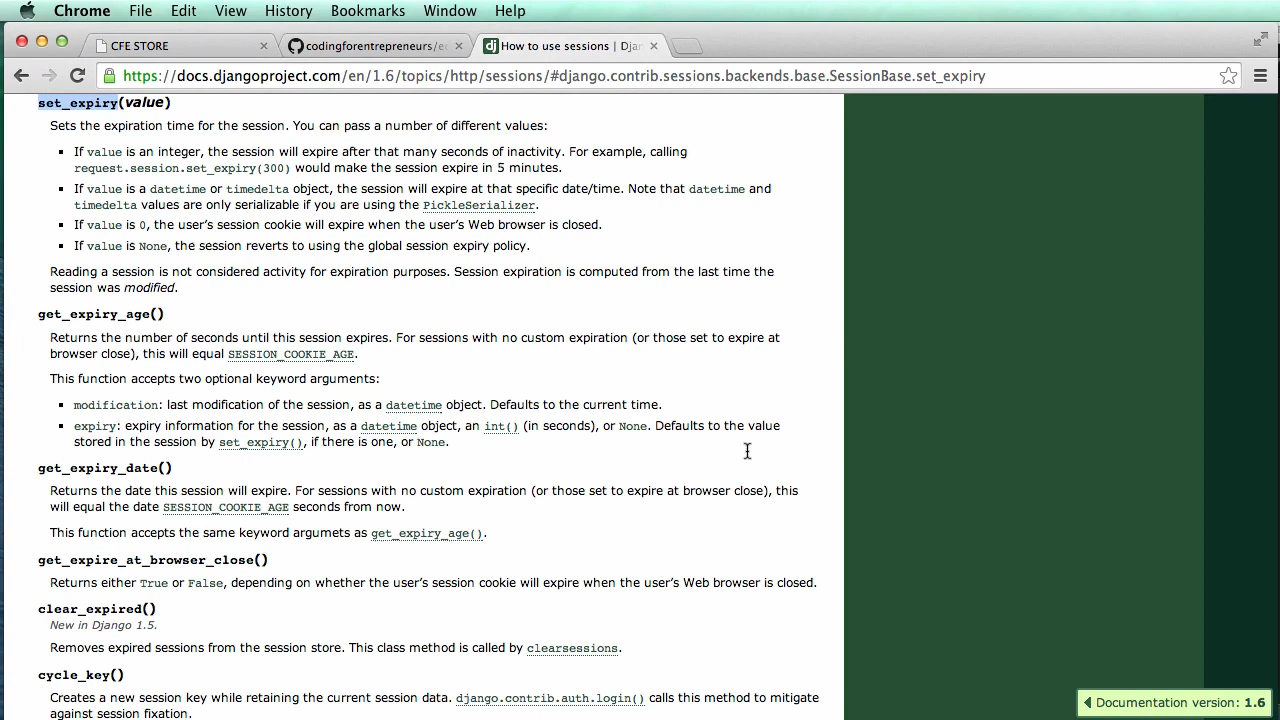 Chrome File Edit View History Bookmarks Window Help
CFE STORE
codingforentrepreneurs/e
How to use sessions | Djan
https://docs.djangoproject.com/en/1.6/topics/http/sessions/#django.contrib.sessions.backends.base.SessionBase.set_expiry
set_expiry(value)
Sets the expiration time for the session. You can pass a number of different values:
If value is an integer, the session will expire after that many seconds of inactivity. For example, calling
request.session.set_expiry(300) would make the session expire in 5 minutes.
If value is a datetime or timedelta object, the session will expire at that specific date/time. Note that datetime and
timedelta values are only serializable if you are using the PickleSerializer.
If value is 0, the user's session cookie will expire when the user's Web browser is closed.
If value is None, the session reverts to using the global session expiry policy.
Reading a session is not considered activity for expiration purposes. Session expiration is computed from the last time the
session was modified.
get_expiry_age()
Returns the number of seconds until this session expires. For sessions with no custom expiration (or those set to expire at
browser close), this will equal SESSION_COOKIE_AGE.
This function accepts two optional keyword arguments:
modification: last modification of the session, as a datetime object. Defaults to the current time.
expiry: expiry information for the session, as a datetime object, an int() (in seconds), or None. Defaults to the value
stored in the session by set_expiry(), if there is one, or None.
get_expiry_date()
Returns the date this session will expire. For sessions with no custom expiration (or those set to expire at browser close), this
will equal the date SESSION_COOKIE_AGE seconds from now.
This function accepts the same keyword argumets as get_expiry_age().
get_expire_at_browser_close()
Returns either True or False, depending on whether the user's session cookie will expire when the user's Web browser is closed.
clear_expired()
New in Django 1.5.
Removes expired sessions from the session store. This class method is called by clearsessions.
cycle_key()
Creates a new session key while retaining the current session data. django.contrib.auth.login() calls this method to mitigate
against session fixation.
Documentation version: 1.6